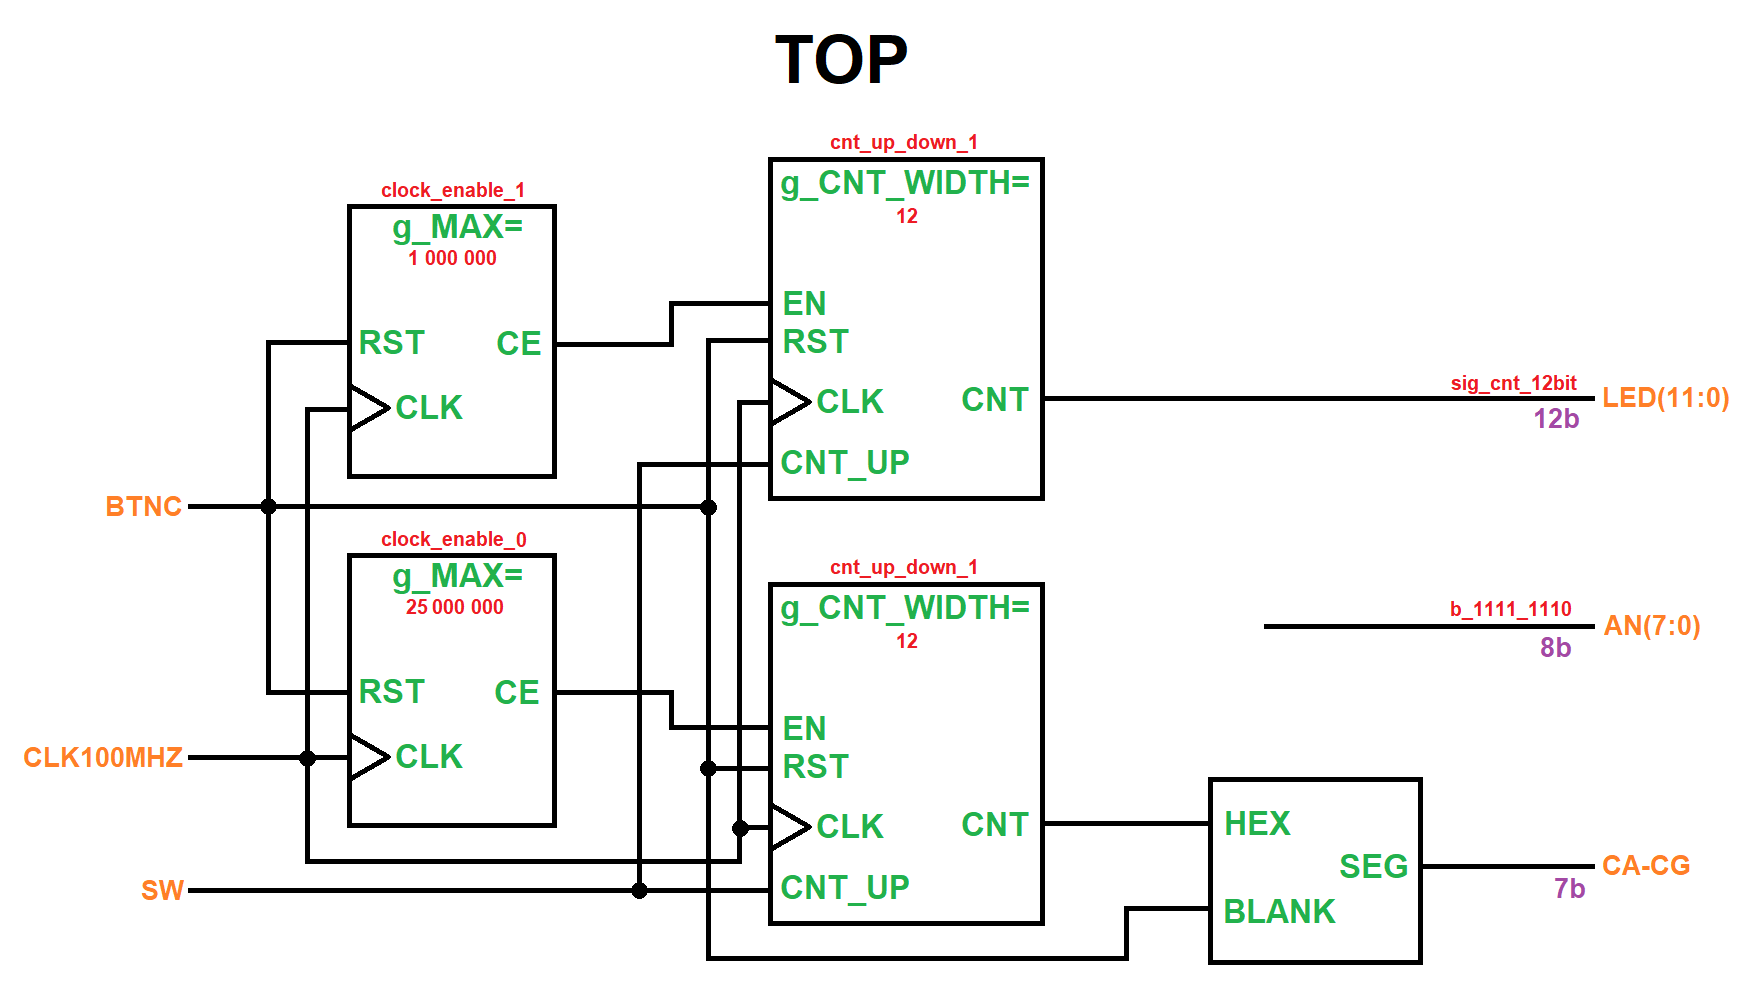 TOP
cnt_up_down_1
g_CNT_WIDTH=
12
clock_enable_1
g_MAX=
1 000 000
EN
RST
CE
RST
CLK
CLK
CNT
CNT_UP
sig_cnt_12bit
LED(11:0)
12b
BTNC
clock_enable_0
g_MAX=
25 000 000
cnt_up_down_1
g_CNT_WIDTH=
12
b_1111_1110
AN(7:0)
8b
RST
CE
CLK
EN
RST
CLK
CNT
CNT_UP
CLK100MHZ
SW
HEX
SEG
BLANK
CA-CG
7b